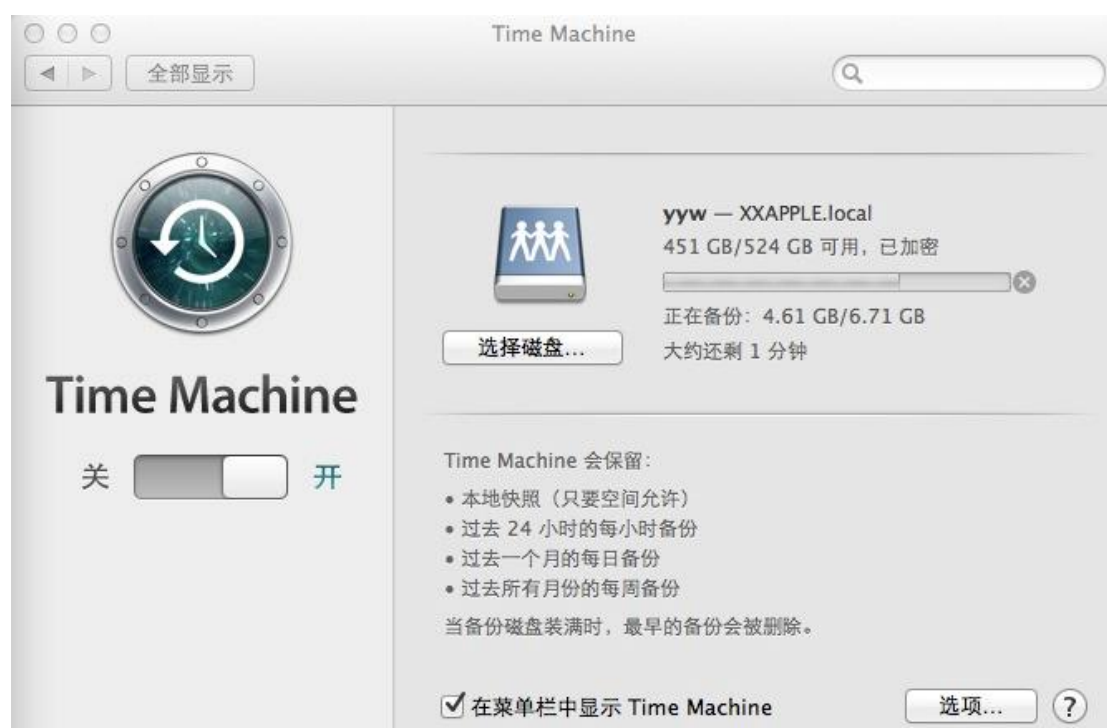 Time Machine
全部显示
yyw — XXAPPLE.local
451 GB/524 GB 可用，已加密
正在备份：4.61 GB/6.71 GB
大约还剩 1 分钟
选择磁盘...
Time Machine
关 开
Time Machine 会保留：
• 本地快照（只要空间允许）
• 过去 24 小时的每小时备份
• 过去一个月的每日备份
• 过去所有月份的每周备份
当备份磁盘装满时，最早的备份会被删除。
在菜单栏中显示 Time Machine
选项... ?